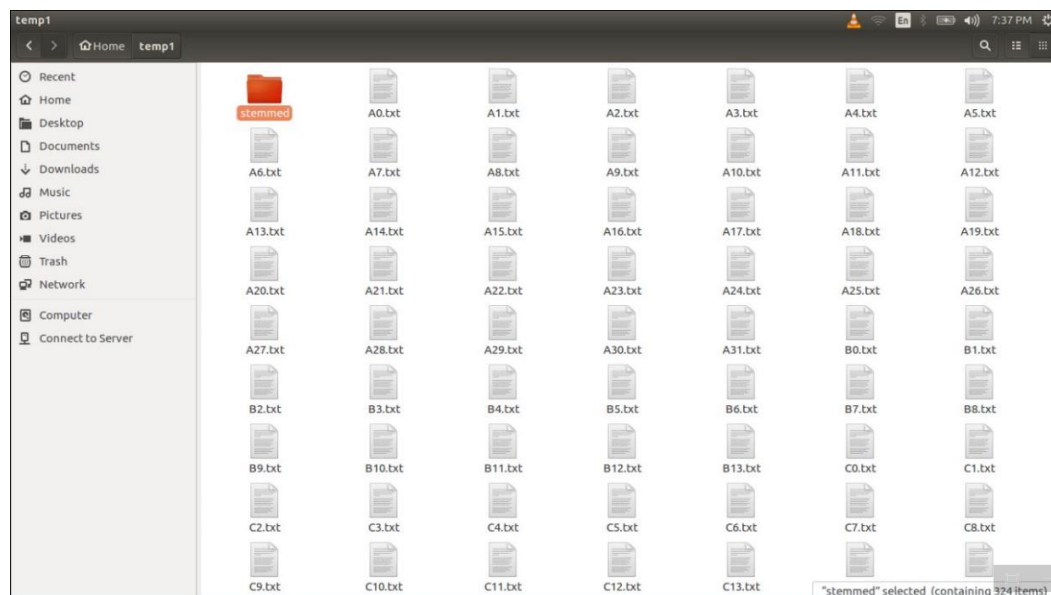 temp1
En
7:37 PM
Home temp1
Recent
Home
Desktop
Documents
Downloads
Music
Pictures
Videos
Trash
Network
Computer
Connect to Server
stemmed A0.txt A1.txt A2.txt A3.txt A4.txt A5.txt
A6.txt A7.txt A8.txt A9.txt A10.txt A11.txt A12.txt
A13.txt A14.txt A15.txt A16.txt A17.txt A18.txt A19.txt
A20.txt A21.txt A22.txt A23.txt A24.txt A25.txt A26.txt
A27.txt A28.txt A29.txt A30.txt A31.txt B0.txt B1.txt
B2.txt B3.txt B4.txt B5.txt B6.txt B7.txt B8.txt
B9.txt B10.txt B11.txt B12.txt B13.txt C0.txt C1.txt
C2.txt C3.txt C4.txt C5.txt C6.txt C7.txt C8.txt
C9.txt C10.txt C11.txt C12.txt C13.txt
"stemmed" selected (containing 324 items)